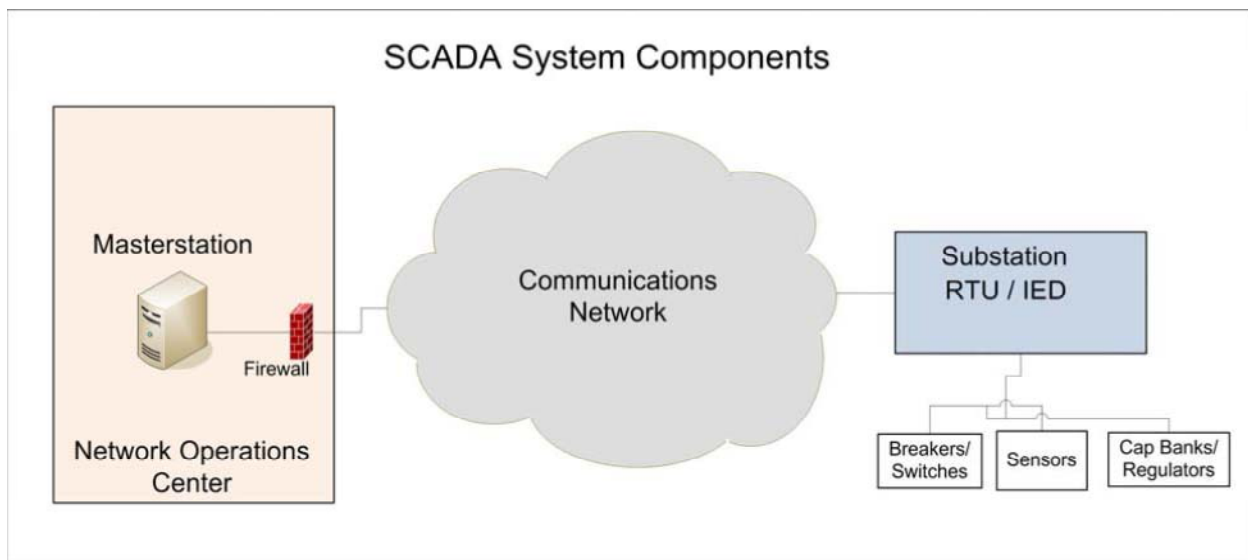 SCADA System Components
Masterstation
Firewall
Network Operations
Center
Communications
Network
Substation
RTU / IED
Breakers/
Switches
Sensors
Cap Banks/
Regulators